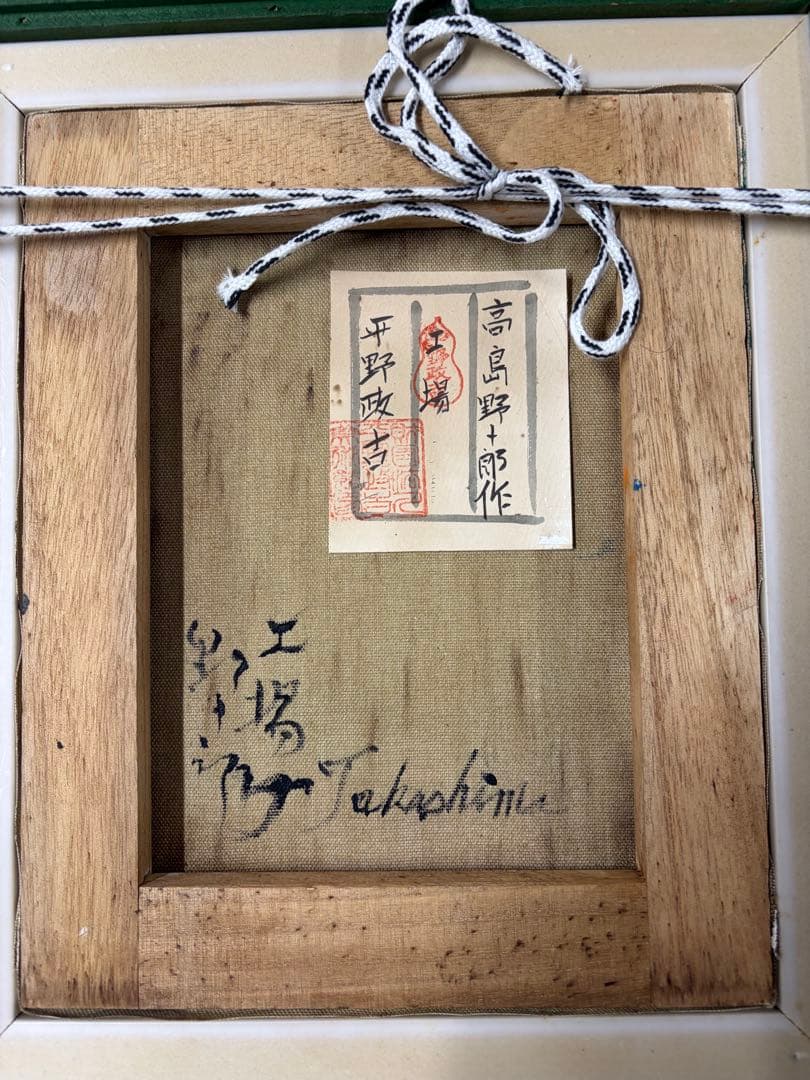 高島野十郎作
工場
平野政吉
工場
野十郎
Takashima